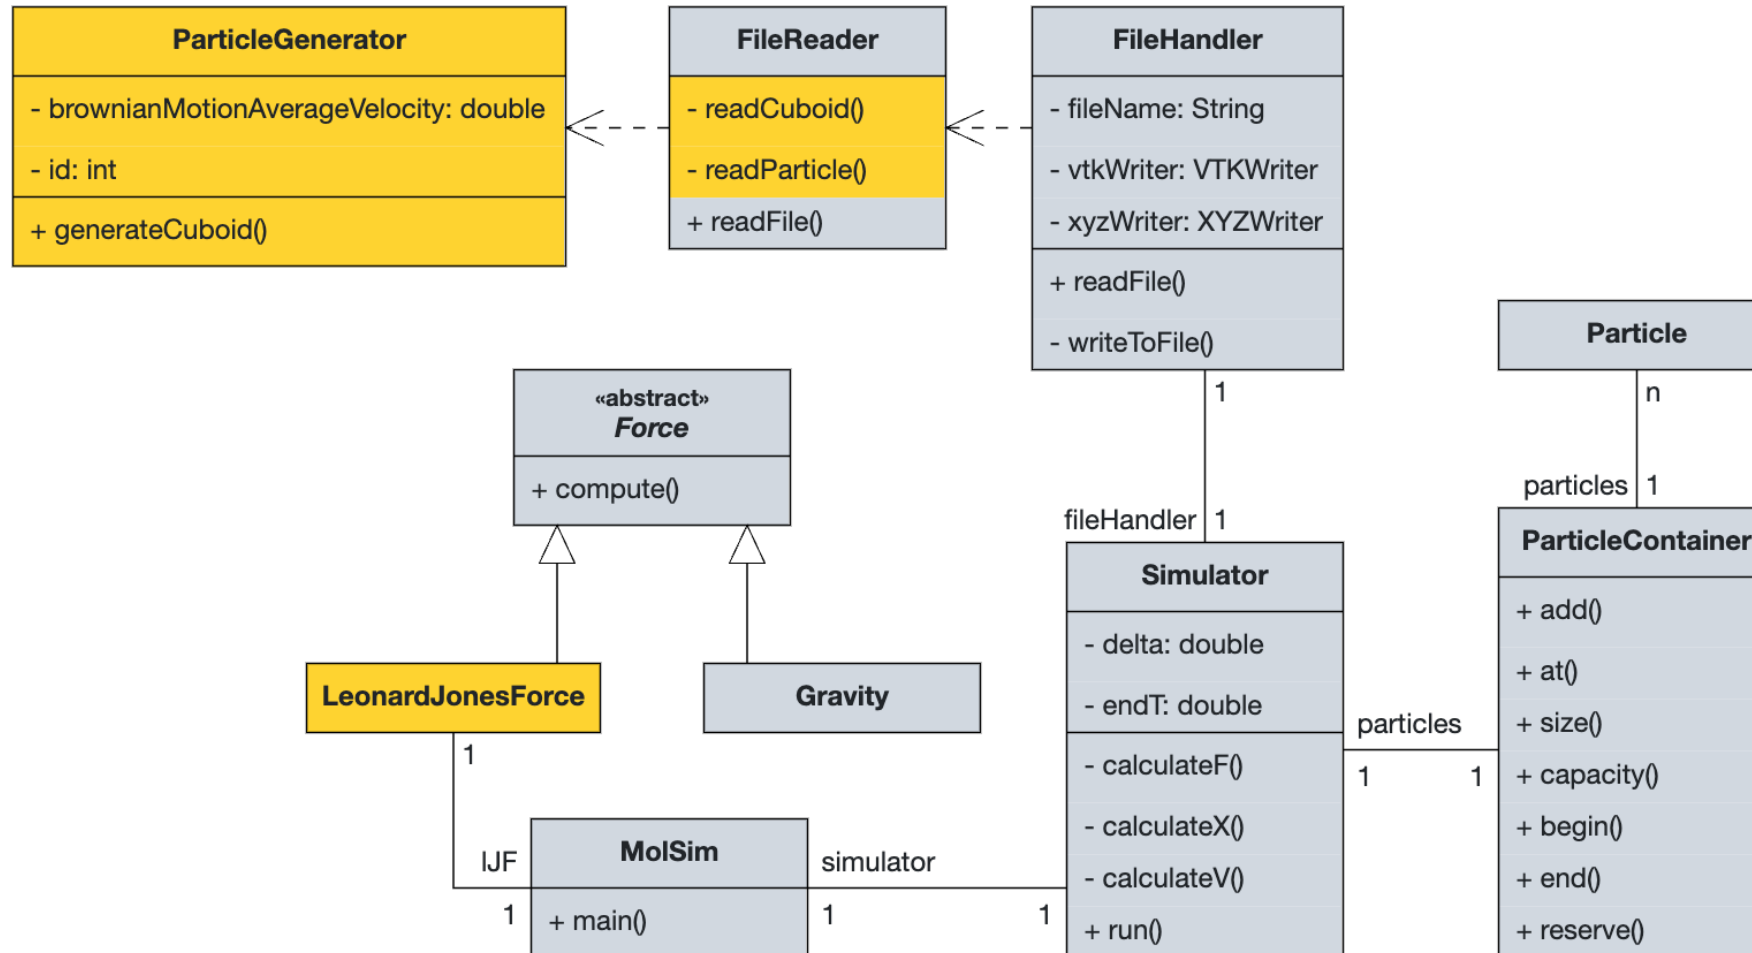 ParticleGenerator
- brownianMotionAverageVelocity: double
- id: int
+ generateCuboid()
FileReader
- readCuboid()
- readParticle()
+ readFile()
FileHandler
- fileName: String
- vtkWriter: VTKWriter
- xyzWriter: XYZWriter
+ readFile()
- writeToFile()
Particle
n
particles 1
1
fileHandler 1
«abstract»
Force
+ compute()
LeonardJonesForce
Gravity
1
lJF
1
MolSim
+ main()
simulator
1
1
Simulator
- delta: double
- endT: double
- calculateF()
- calculateX()
- calculateV()
+ run()
particles
1
1
ParticleContainer
+ add()
+ at()
+ size()
+ capacity()
+ begin()
+ end()
+ reserve()